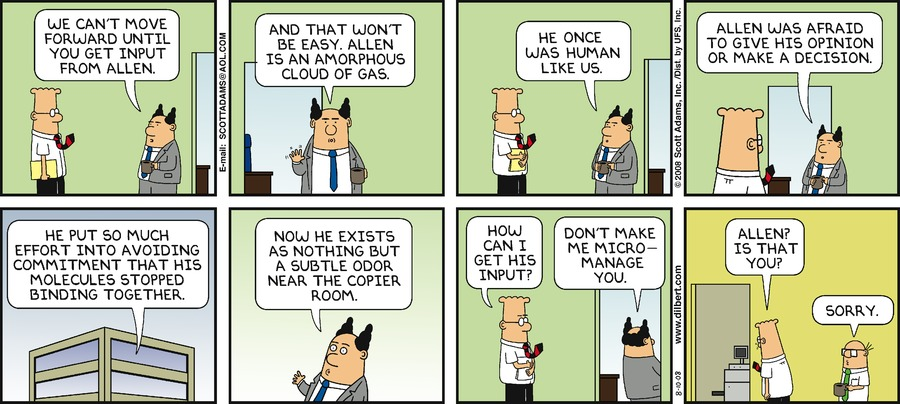 WE CAN'T MOVE
FORWARD UNTIL
YOU GET INPUT
FROM ALLEN.
E-mail: SCOTTADAMS@AOL.COM
AND THAT WON'T
BE EASY. ALLEN
IS AN AMORPHOUS
CLOUD OF GAS.
HE ONCE
WAS HUMAN
LIKE US.
© 2008 Scott Adams, Inc./Dist. by UFS, Inc.
ALLEN WAS AFRAID
TO GIVE HIS OPINION
OR MAKE A DECISION.
HE PUT SO MUCH
EFFORT INTO AVOIDING
COMMITMENT THAT HIS
MOLECULES STOPPED
BINDING TOGETHER.
NOW HE EXISTS
AS NOTHING BUT
A SUBTLE ODOR
NEAR THE COPIER
ROOM.
HOW
CAN I
GET HIS
INPUT?
DON'T MAKE
ME MICRO-
MANAGE
YOU.
8-10-08 www.dilbert.com
ALLEN?
IS THAT
YOU?
SORRY.